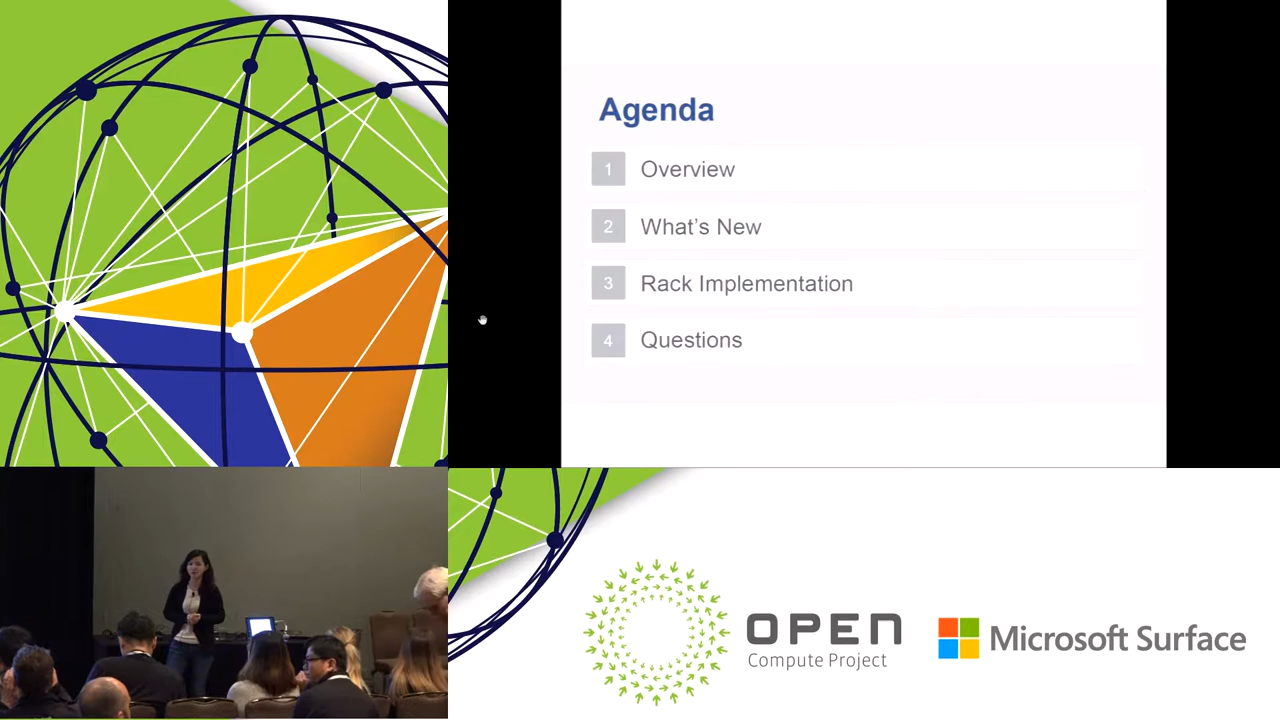 Agenda
1 Overview
2 What's New
3 Rack Implementation
4 Questions
OPEN
Compute Project
Microsoft Surface